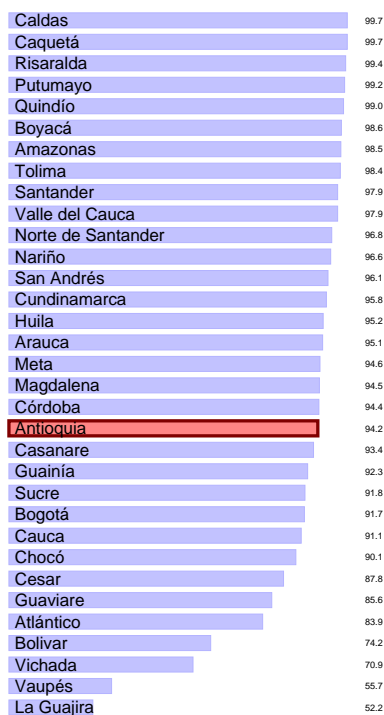 Caldas 99.7
Caquetá 99.7
Risaralda 99.4
Putumayo 99.2
Quindío 99.0
Boyacá 98.6
Amazonas 98.5
Tolima 98.4
Santander 97.9
Valle del Cauca 97.9
Norte de Santander 96.8
Nariño 96.6
San Andrés 96.1
Cundinamarca 95.8
Huila 95.2
Arauca 95.1
Meta 94.6
Magdalena 94.5
Córdoba 94.4
Antioquia 94.2
Casanare 93.4
Guainía 92.3
Sucre 91.8
Bogotá 91.7
Cauca 91.1
Chocó 90.1
Cesar 87.8
Guaviare 85.6
Atlántico 83.9
Bolivar 74.2
Vichada 70.9
Vaupés 55.7
La Guajira 52.2